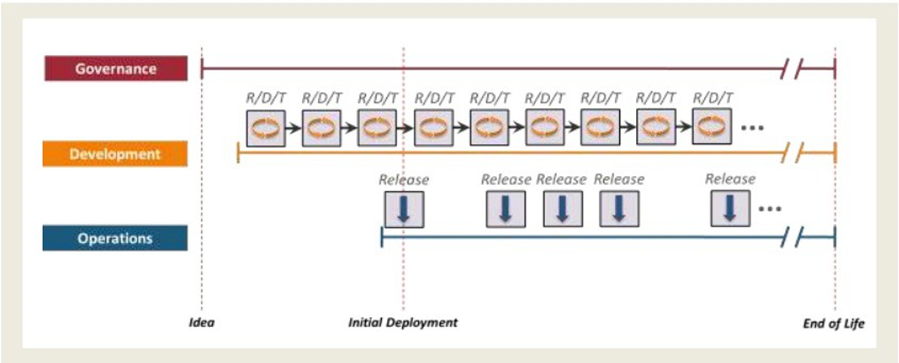 Governance
R/D/T R/D/T R/D/T R/D/T R/D/T R/D/T R/D/T R/D/T R/D/T
...
Development
Release Release Release Release Release
...
Operations
Idea Initial Deployment End of Life